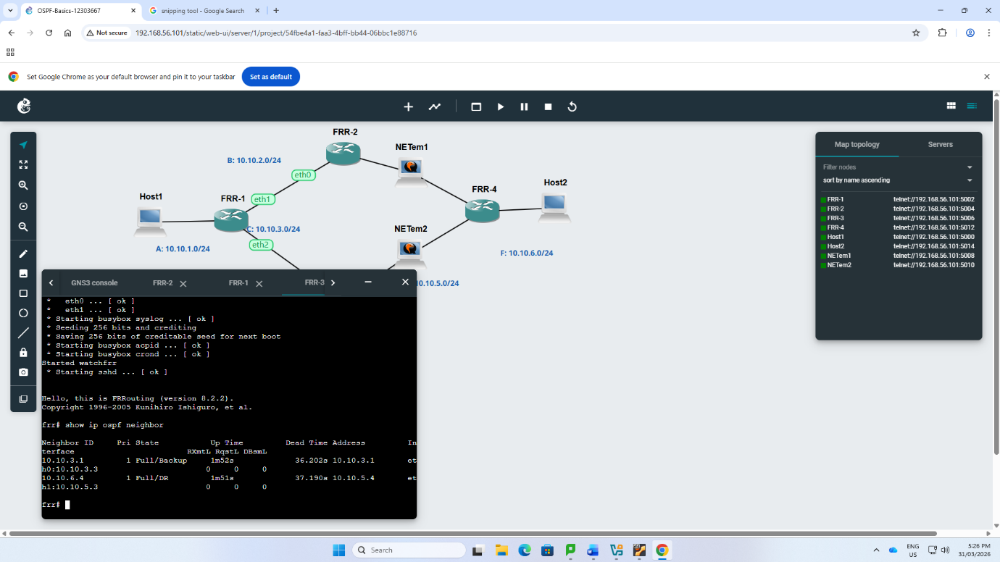 OSPF-Basics-12303667
snipping tool - Google Search
Not secure 192.168.56.101/static/web-ui/server/1/project/54fbe4a1-faa3-4bff-bb44-06bbc1e88716
Set Google Chrome as your default browser and pin it to your taskbar Set as default
FRR-2
B: 10.10.2.0/24
NETem1
eth0
Host2
FRR-4
Host1
FRR-1
eth1
C: 10.10.3.0/24
NETem2
eth2
A: 10.10.1.0/24
F: 10.10.6.0/24
10.10.5.0/24
Map topology Servers
Filter nodes
sort by name ascending
FRR-1 telnet://192.168.56.101:5002
FRR-2 telnet://192.168.56.101:5004
FRR-3 telnet://192.168.56.101:5006
FRR-4 telnet://192.168.56.101:5012
Host1 telnet://192.168.56.101:5000
Host2 telnet://192.168.56.101:5014
NETem1 telnet://192.168.56.101:5008
NETem2 telnet://192.168.56.101:5010
GNS3 console FRR-2 FRR-1 FRR-3
* eth0 ... [ ok ]
* eth1 ... [ ok ]
* Starting busybox syslog ... [ ok ]
* Seeding 256 bits and crediting
* Saving 256 bits of creditable seed for next boot
* Starting busybox acpid ... [ ok ]
* Starting busybox crond ... [ ok ]
Started watchfrr
* Starting sshd ... [ ok ]
Hello, this is FRRouting (version 8.2.2).
Copyright 1996-2005 Kunihiro Ishiguro, et al.
frr# show ip ospf neighbor
Neighbor ID Pri State Up Time Dead Time Address In
terface RXmtL RqstL DBsmL
10.10.3.1 1 Full/Backup 1m52s 36.202s 10.10.3.1 et
h0:10.10.3.3 0 0 0
10.10.6.4 1 Full/DR 1m51s 37.190s 10.10.5.4 et
h1:10.10.5.3 0 0 0
frr#
Search
ENG
US
5:26 PM
31/03/2026